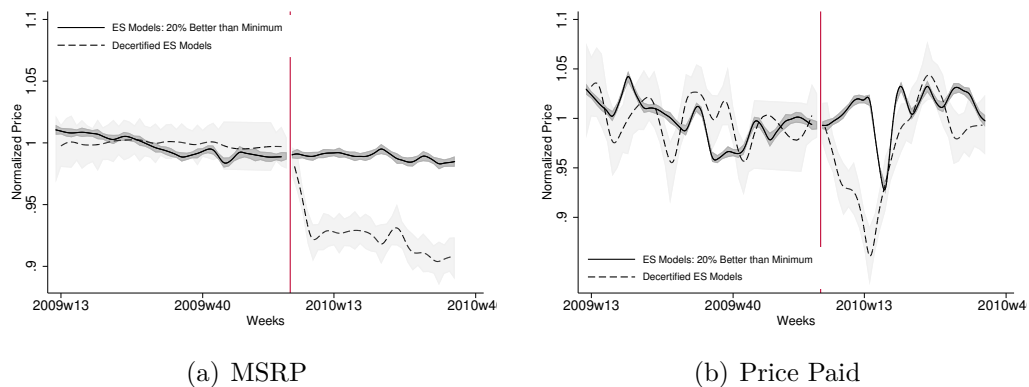 1.1
1.05
1
.95
.9
Normalized Price
ES Models: 20% Better than Minimum
Decertified ES Models
2009w13
2009w40
2010w13
2010w4
Weeks
(a) MSRP
1.1
1.05
1
.95
.9
Normalized Price
ES Models: 20% Better than Minimum
Decertified ES Models
2009w13
2009w40
2010w13
2010w4
Weeks
(b) Price Paid